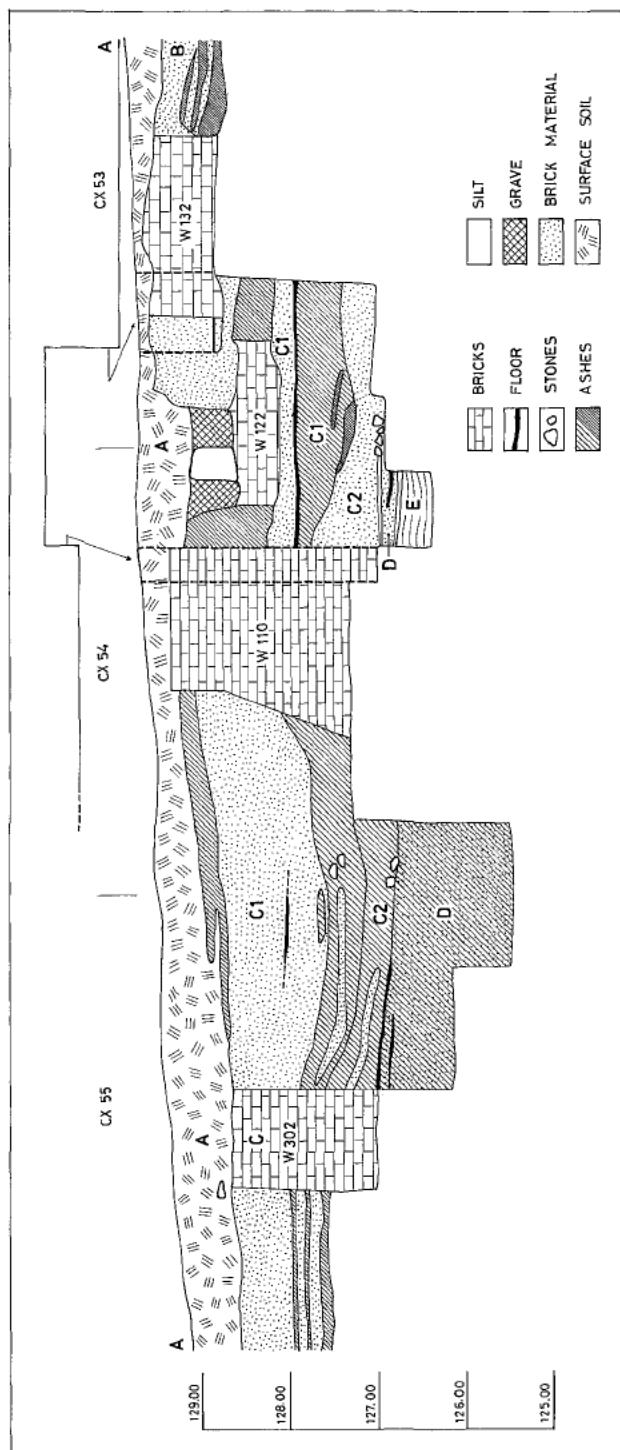 CX 55
CX 54
CX 53
A
A
A
A
B
C
W 302
C1
C2
D
W 110
D
W 122
C1
C1
C2
E
W 132
129.00
128.00
127.00
126.00
125.00
BRICKS
FLOOR
STONES
ASHES
SILT
GRAVE
BRICK MATERIAL
SURFACE SOIL